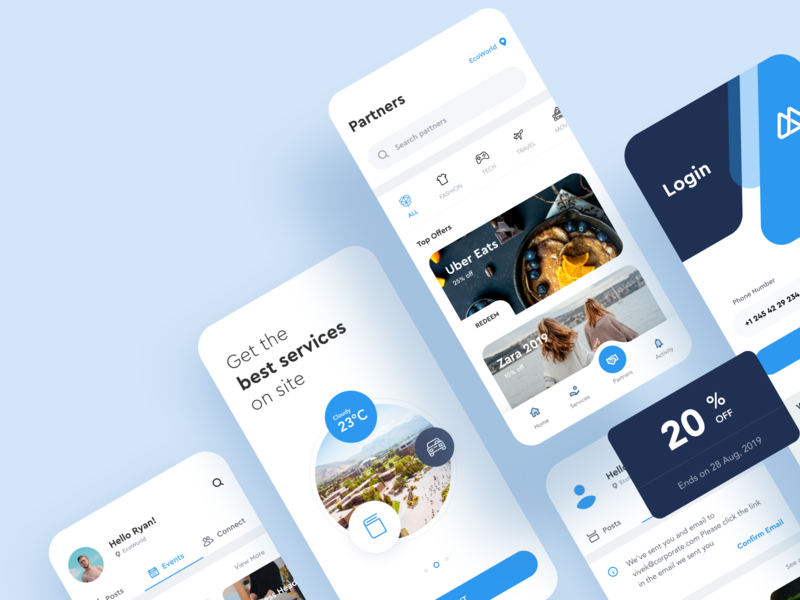 EcoWorld
Partners
Search partners
ALL
FASHION
TECH
TRAVEL
Top Offers
Uber Eats
25% off
REDEEM
Zara 2019
10% off
Home
Services
Partners
Activity
Login
Phone Number
+1 245 42 29 234
Get the
best services
on site
Cloudy
23°C
20 %
OFF
Ends on 28 Aug, 2019
Hello Ryan!
EcoWorld
Posts
Events
Connect
View More
Posts
We've sent you and email to
vivek@corporate.com Please click the link
in the email we sent you
Confirm Email